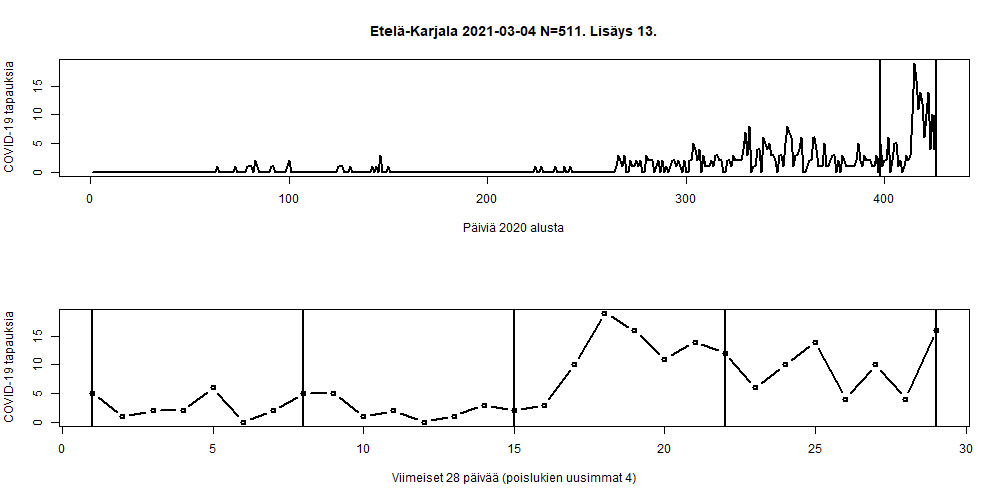 Etelä-Karjala 2021-03-04 N=511. Lisäys 13.
COVID-19 tapauksia
15
10
5
0
0 100 200 300 400
Päiviä 2020 alusta
COVID-19 tapauksia
15
10
5
0
0 5 10 15 20 25 30
Viimeiset 28 päivää (poislukien uusimmat 4)